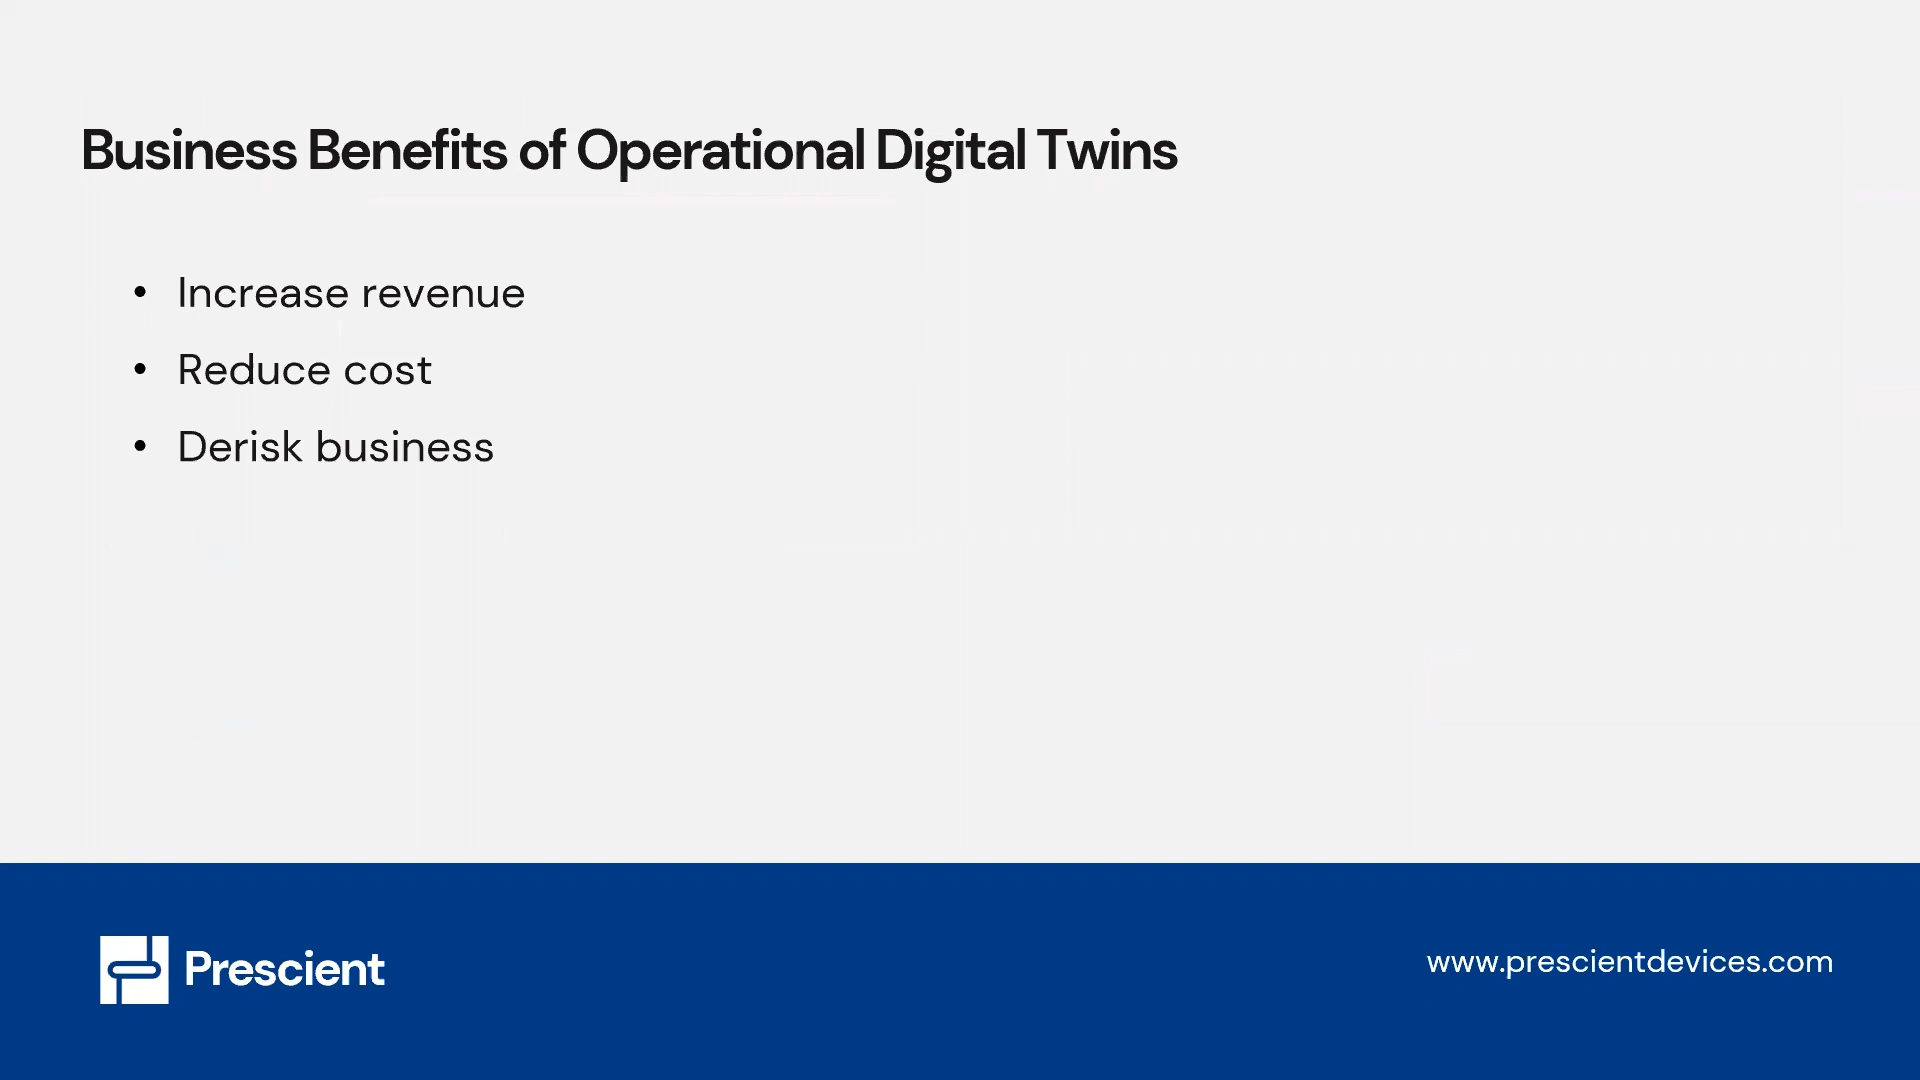 Business Benefits of Operational Digital Twins
• Increase revenue
• Reduce cost
• Derisk business
Prescient
www.prescientdevices.com